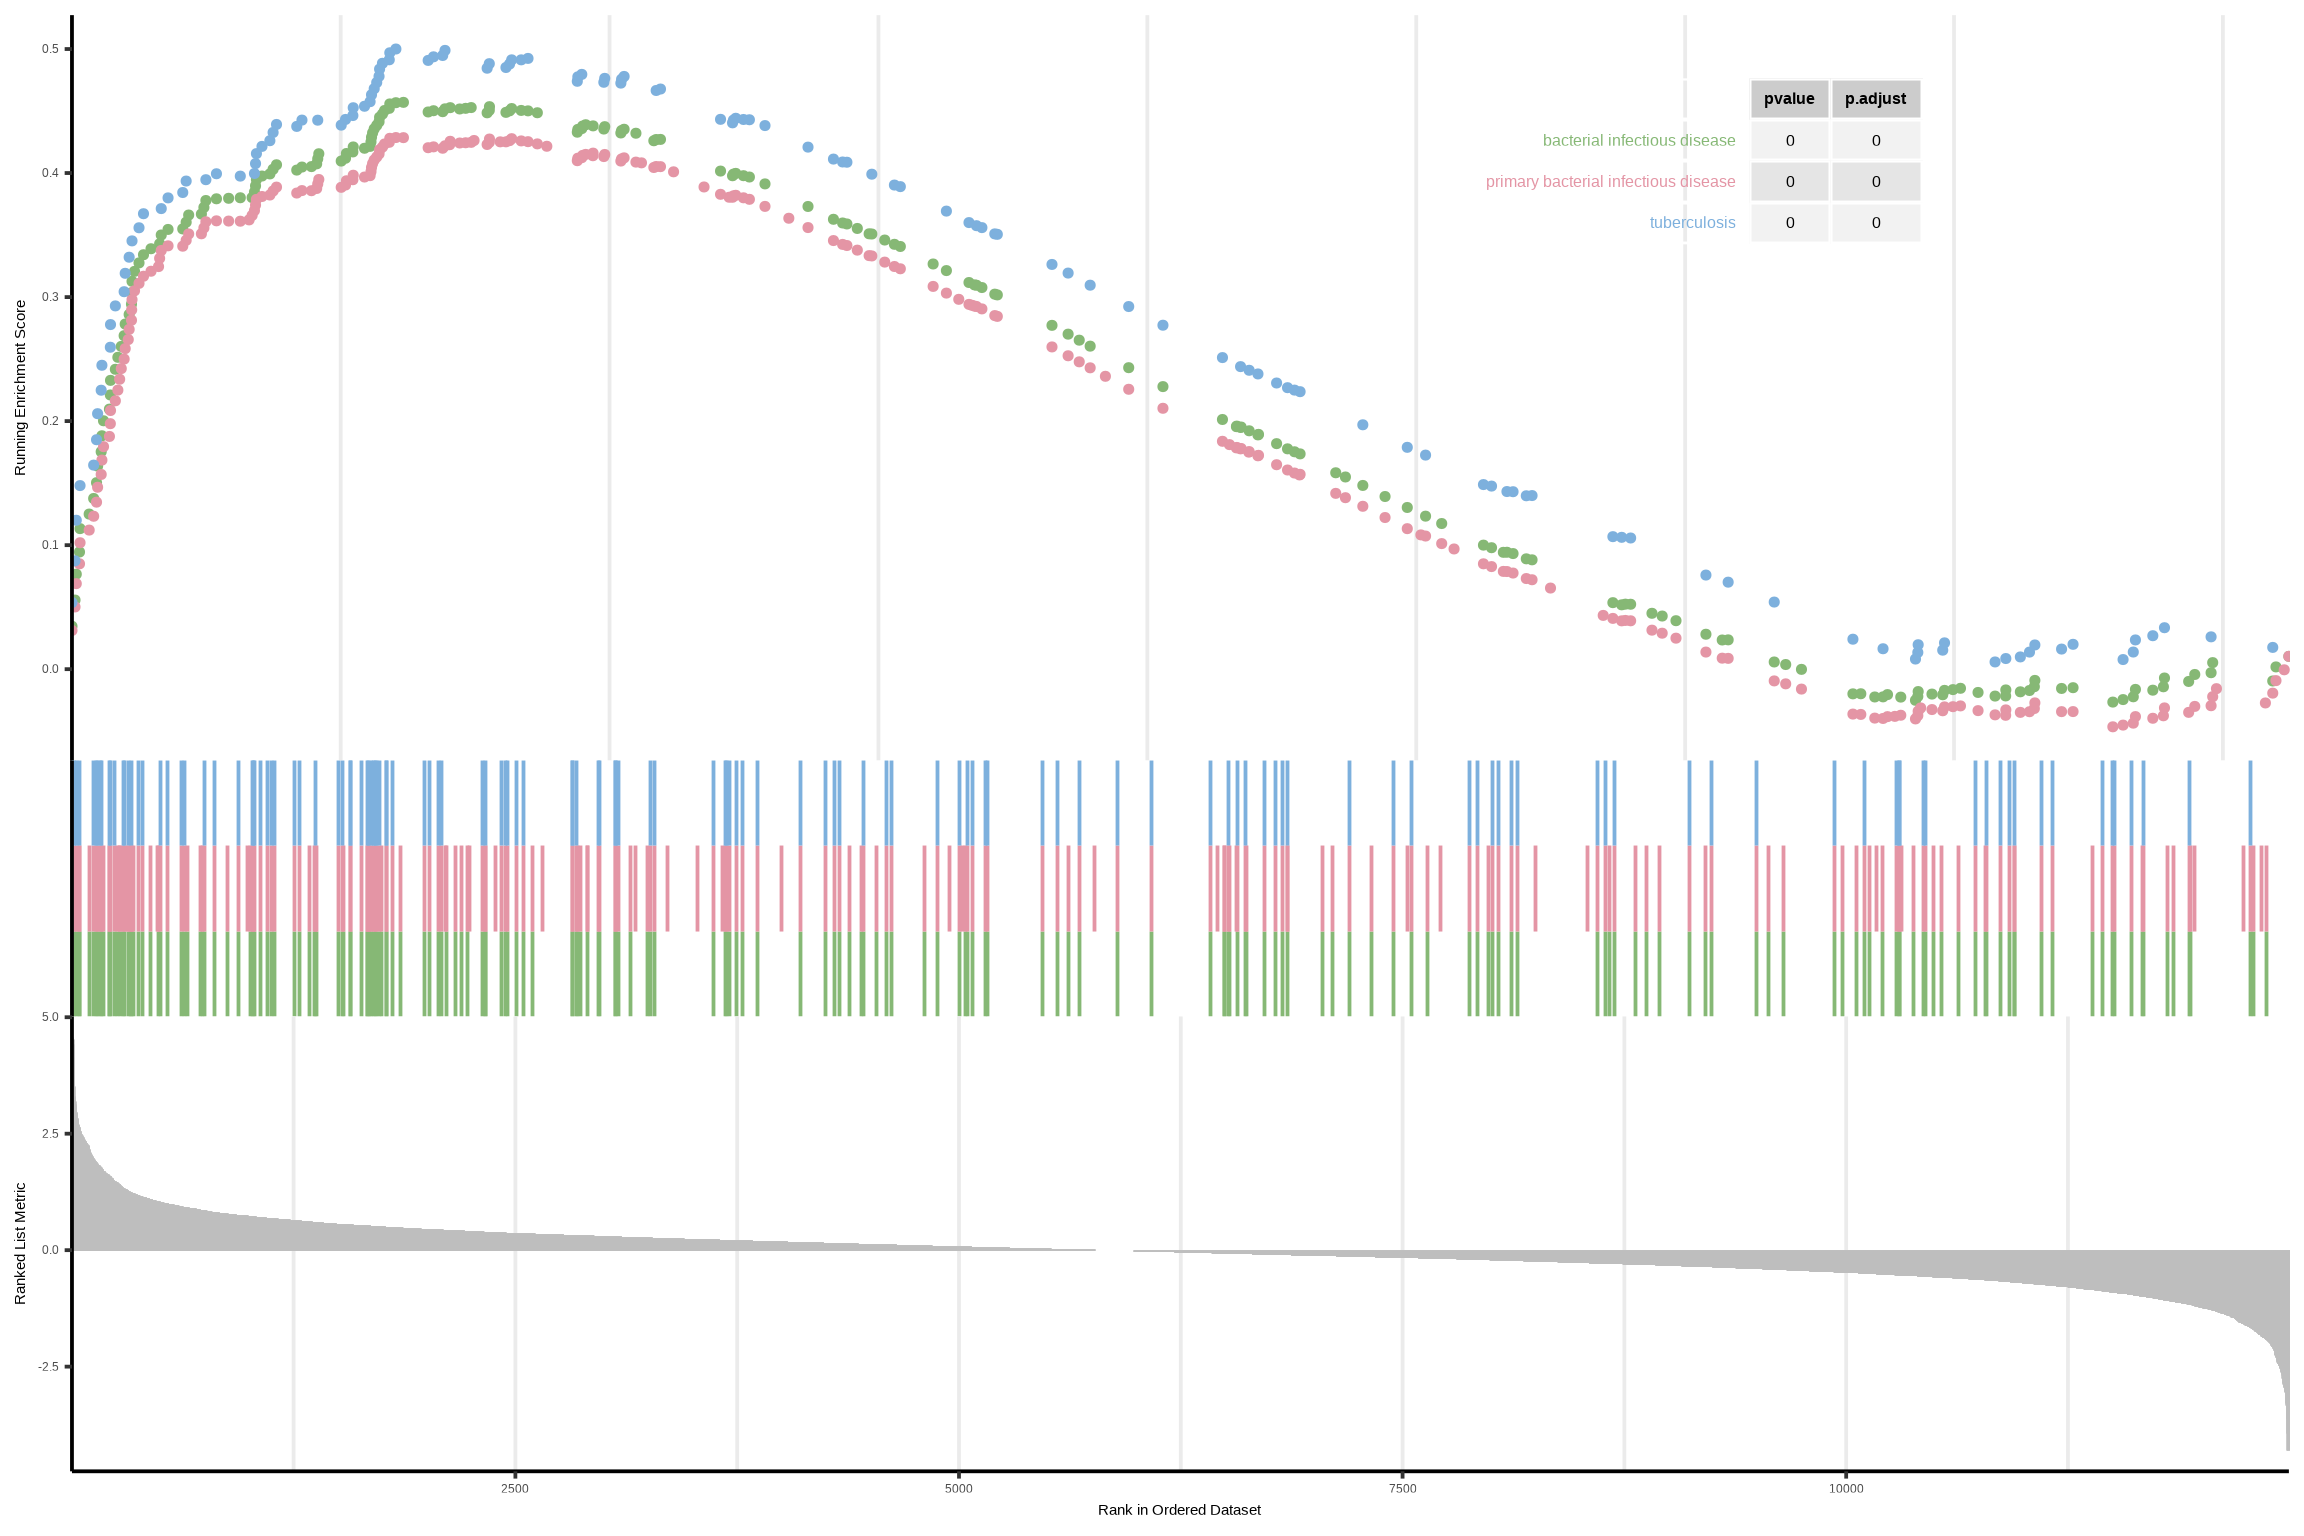 Running Enrichment Score
0.5
0.4
0.3
0.2
0.1
0.0
pvalue p.adjust
bacterial infectious disease 0 0
primary bacterial infectious disease 0 0
tuberculosis 0 0
Ranked List Metric
5.0
2.5
0.0
-2.5
2500 5000 7500 10000
Rank in Ordered Dataset